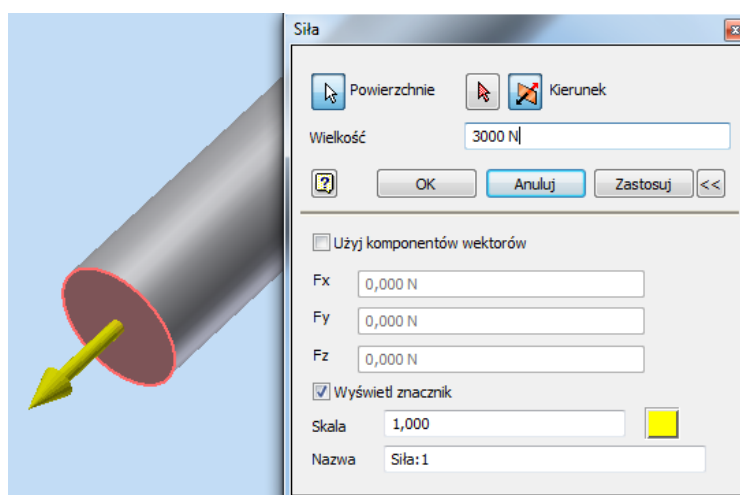 Siła
Powierzchnie Kierunek
Wielkość 3000 N
OK Anuluj Zastosuj <<
Użyj komponentów wektorów
Fx 0,000 N
Fy 0,000 N
Fz 0,000 N
Wyświetl znacznik
Skala 1,000
Nazwa Siła:1